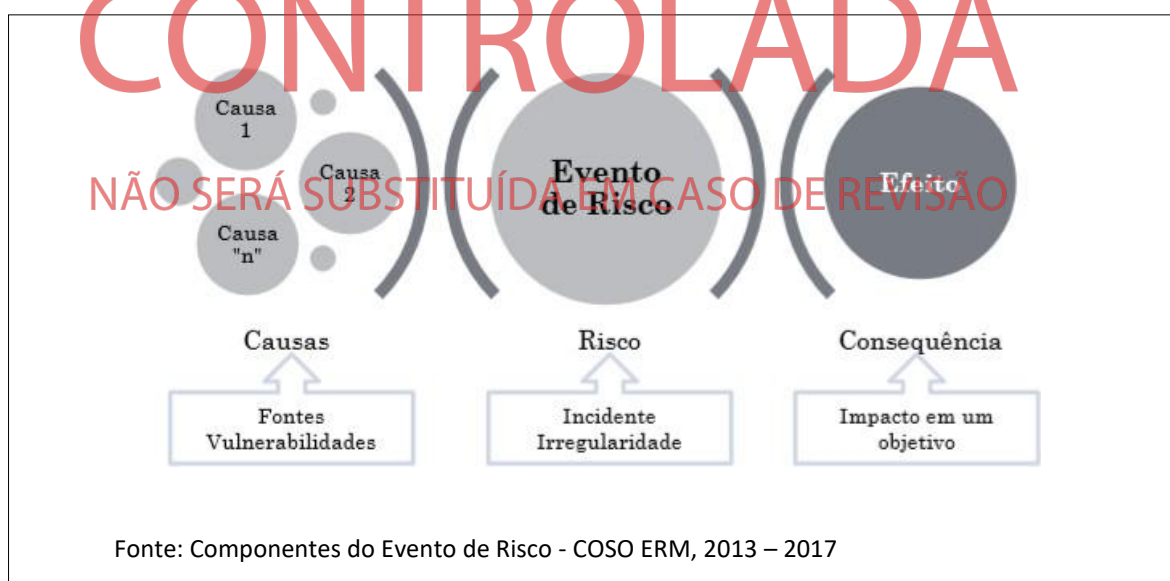 CONTROLADA
NÃO SERÁ SUBSTITUÍDA EM CASO DE REVISÃO
Causa
1
Causa
2
Causa
"n"
Evento
de Risco
Efeito
Causas
Risco
Consequência
Fontes
Vulnerabilidades
Incidente
Irregularidade
Impacto em um
objetivo
Fonte: Componentes do Evento de Risco - COSO ERM, 2013 – 2017